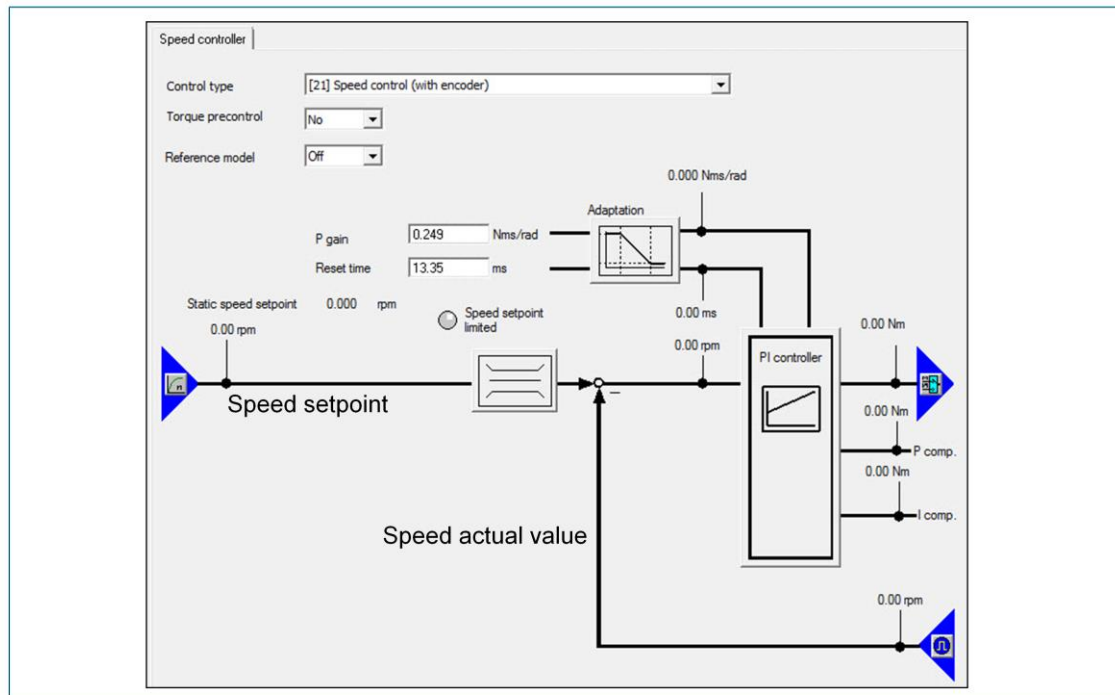 Speed controller
Control type [21] Speed control (with encoder)
Torque precontrol No
Reference model Off
0.000 Nms/rad
Adaptation
P gain 0.249 Nms/rad
Reset time 13.35 ms
Static speed setpoint 0.000 rpm
Speed setpoint
limited
0.00 ms
0.00 rpm
0.00 rpm
0.00 Nm
PI controller
Speed setpoint
0.00 Nm
P comp.
0.00 Nm
I comp.
Speed actual value
0.00 rpm